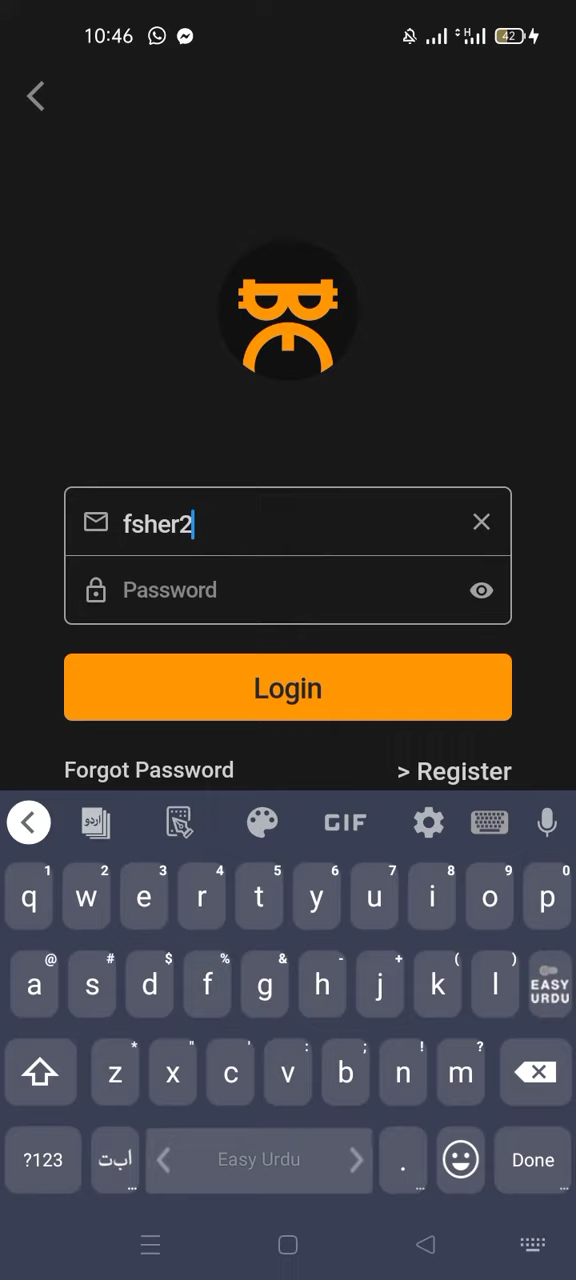 10:46 H 42
fsher2
Password
Login
Forgot Password > Register
اردو GIF
1 2 3 4 5 6 7 8 9 0
q w e r t y u i o p
@ # $ % & - + ( )
a s d f g h j k l EASY URDU
* " ' : ; ! ?
z x c v b n m
?123 ابت Easy Urdu . Done